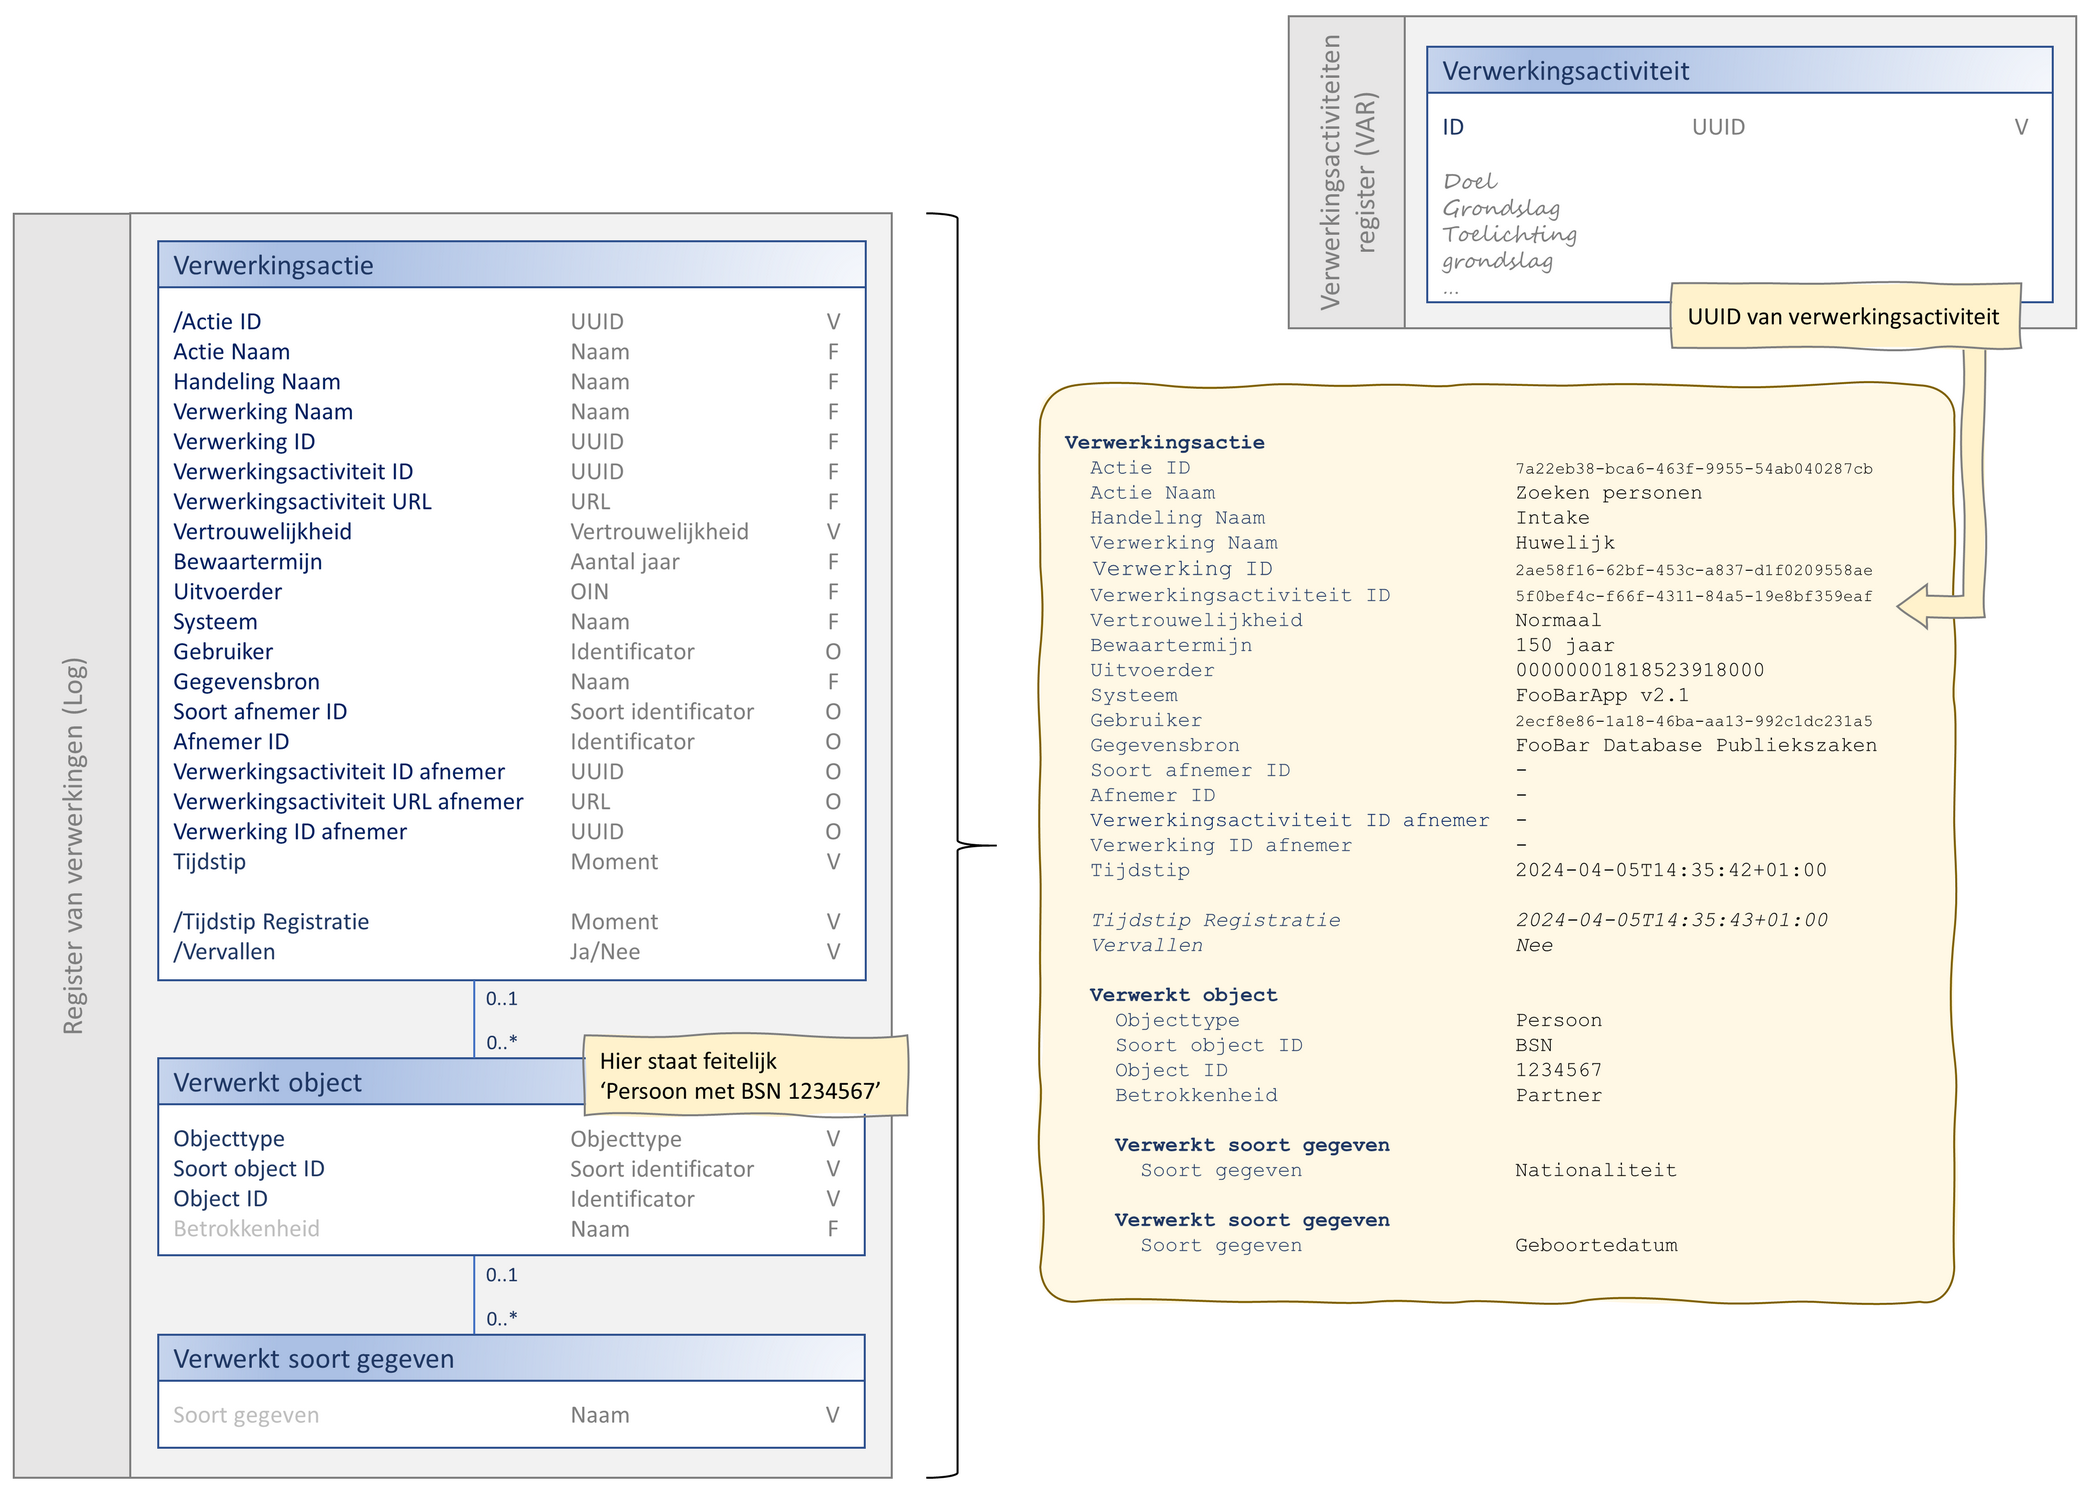 Verwerkingsactiviteiten
register (VAR)
Verwerkingsactiviteit
ID UUID V
Doel
Grondslag
Toelichting
grondslag
...
UUID van verwerkingsactiviteit
Register van verwerkingen (Log)
Verwerkingsactie
/Actie ID UUID V
Actie Naam Naam F
Handeling Naam Naam F
Verwerking Naam Naam F
Verwerking ID UUID F
Verwerkingsactiviteit ID UUID F
Verwerkingsactiviteit URL URL F
Vertrouwelijkheid Vertrouwelijkheid V
Bewaartermijn Aantal jaar F
Uitvoerder OIN F
Systeem Naam F
Gebruiker Identificator O
Gegevensbron Naam F
Soort afnemer ID Soort identificator O
Afnemer ID Identificator O
Verwerkingsactiviteit ID afnemer UUID O
Verwerkingsactiviteit URL afnemer URL O
Verwerking ID afnemer UUID O
Tijdstip Moment V
/Tijdstip Registratie Moment V
/Vervallen Ja/Nee V
0..1
0..*
Verwerkt object
Hier staat feitelijk
‘Persoon met BSN 1234567’
Objecttype Objecttype V
Soort object ID Soort identificator V
Object ID Identificator V
Betrokkenheid Naam F
0..1
0..*
Verwerkt soort gegeven
Soort gegeven Naam V
Verwerkingsactie
Actie ID 7a22eb38-bca6-463f-9955-54ab040287cb
Actie Naam Zoeken personen
Handeling Naam Intake
Verwerking Naam Huwelijk
Verwerking ID 2ae58f16-62bf-453c-a837-d1f0209558ae
Verwerkingsactiviteit ID 5f0bef4c-f66f-4311-84a5-19e8bf359eaf
Vertrouwelijkheid Normaal
Bewaartermijn 150 jaar
Uitvoerder 00000001818523918000
Systeem FooBarApp v2.1
Gebruiker 2ecf8e86-1a18-46ba-aa13-992c1dc231a5
Gegevensbron FooBar Database Publiekszaken
Soort afnemer ID -
Afnemer ID -
Verwerkingsactiviteit ID afnemer -
Verwerking ID afnemer -
Tijdstip 2024-04-05T14:35:42+01:00
Tijdstip Registratie 2024-04-05T14:35:43+01:00
Vervallen Nee
Verwerkt object
Objecttype Persoon
Soort object ID BSN
Object ID 1234567
Betrokkenheid Partner
Verwerkt soort gegeven
Soort gegeven Nationaliteit
Verwerkt soort gegeven
Soort gegeven Geboortedatum